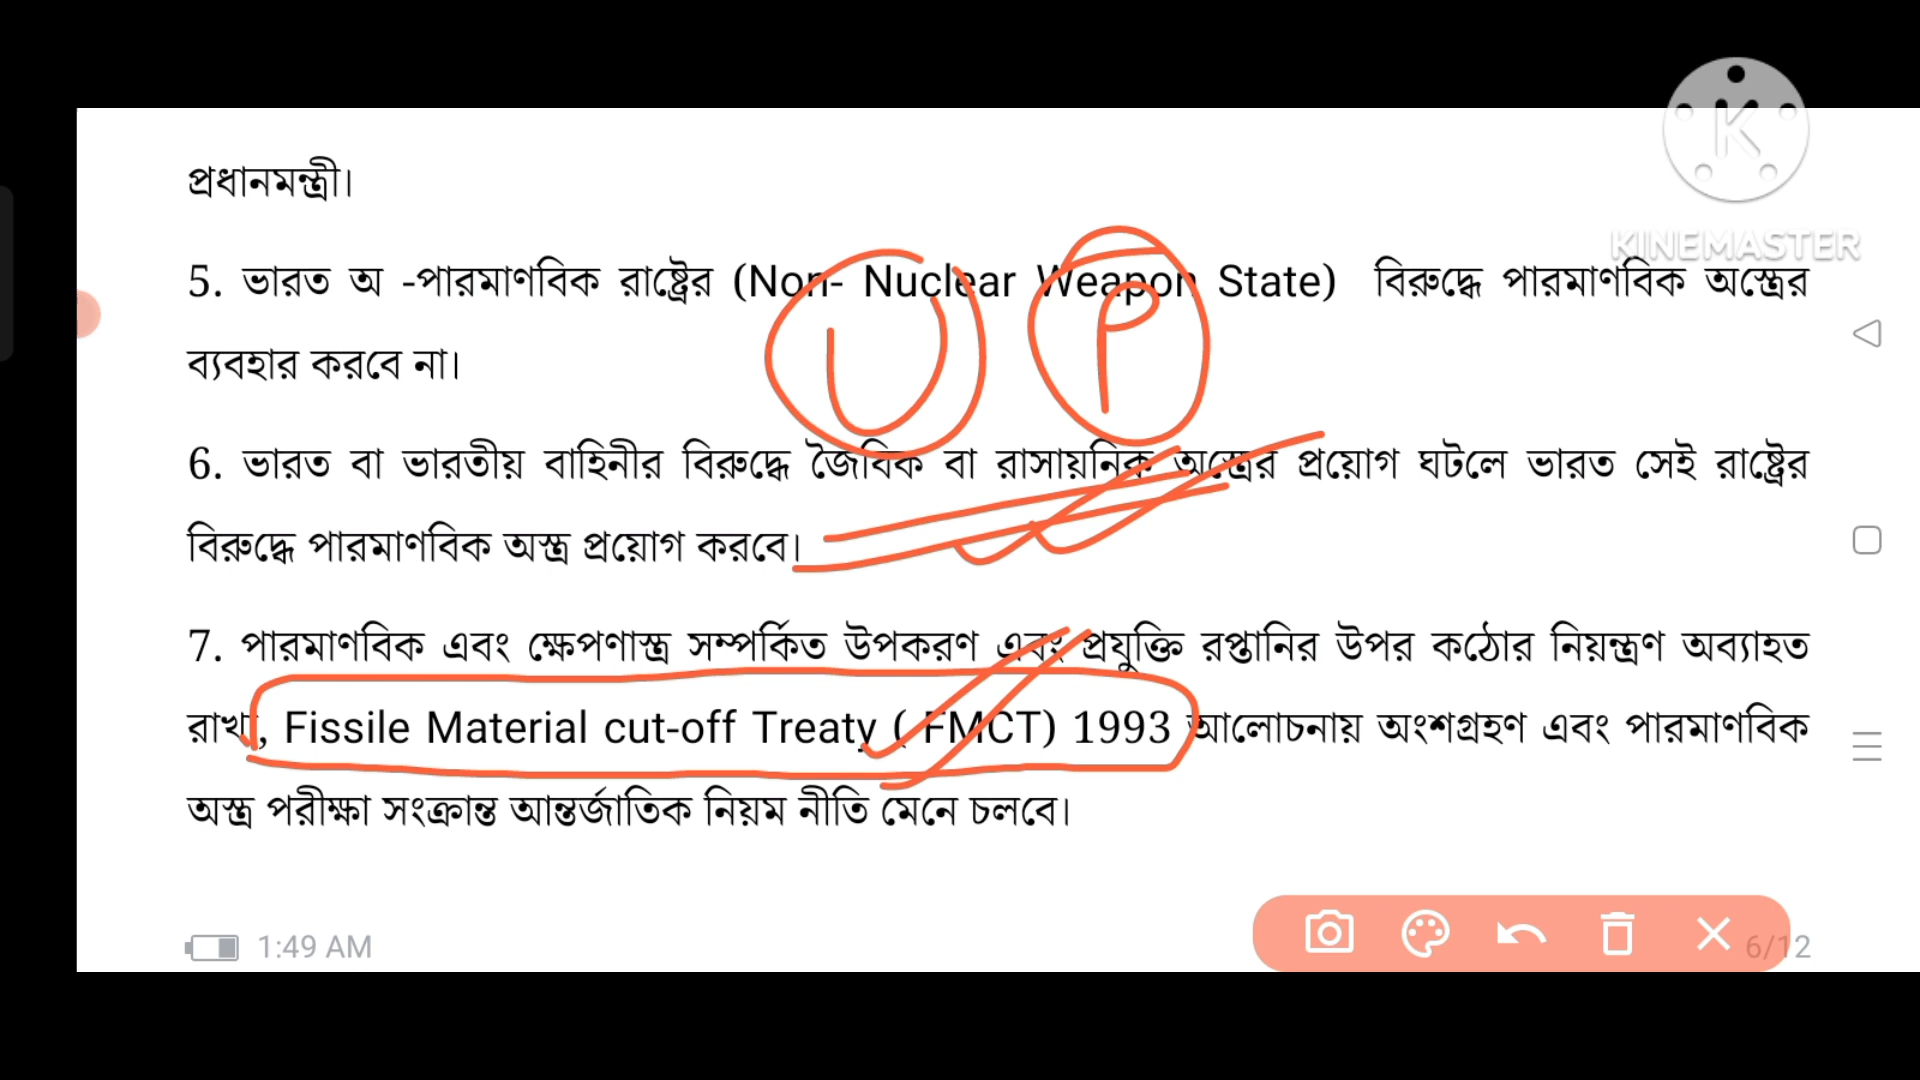 KINEMASTER
প্রধানমন্ত্রী।
5. ভারত অ -পারমাণবিক রাষ্ট্রের (Non- Nuclear Weapon State) বিরুদ্ধে পারমাণবিক অস্ত্রের
ব্যবহার করবে না।
U P
6. ভারত বা ভারতীয় বাহিনীর বিরুদ্ধে জৈবিক বা রাসায়নিক অস্ত্রের প্রয়োগ ঘটলে ভারত সেই রাষ্ট্রের
বিরুদ্ধে পারমাণবিক অস্ত্র প্রয়োগ করবে।
7. পারমাণবিক এবং ক্ষেপণাস্ত্র সম্পর্কিত উপকরণ এবং প্রযুক্তি রপ্তানির উপর কঠোর নিয়ন্ত্রণ অব্যাহত
রাখা, Fissile Material cut-off Treaty ( FMCT) 1993 আলোচনায় অংশগ্রহণ এবং পারমাণবিক
অস্ত্র পরীক্ষা সংক্রান্ত আন্তর্জাতিক নিয়ম নীতি মেনে চলবে।
1:49 AM
6/12